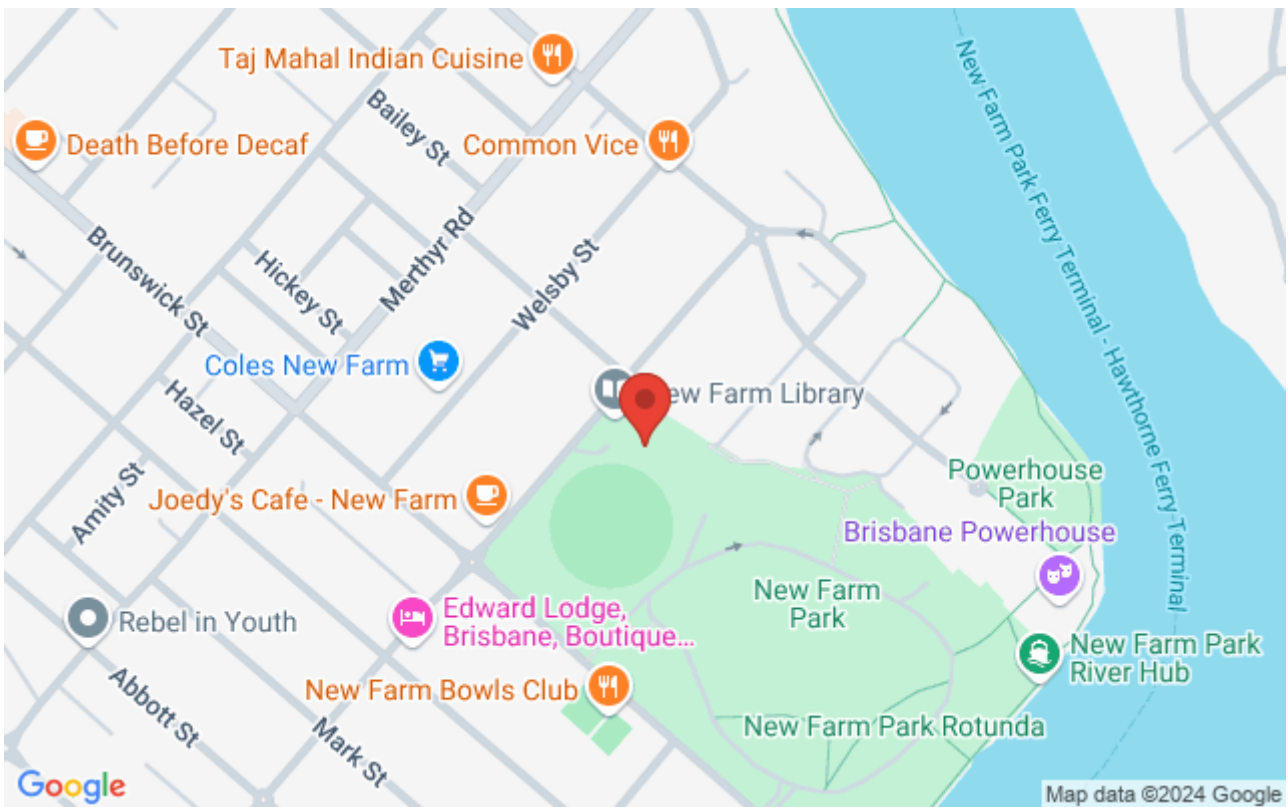 Taj Mahal Indian Cuisine
Bailey St
Death Before Decaf
Common Vice
New Farm Park Ferry Terminal - Hawthorne Ferry Terminal
Brunswick St
Hickey St
Merthyr Rd
Welsby St
Coles New Farm
New Farm Library
Hazel St
Amity St
Joedy's Cafe - New Farm
Powerhouse
Park
Brisbane Powerhouse
New Farm
Park
Rebel in Youth
Edward Lodge,
Brisbane, Boutique...
New Farm Park
River Hub
New Farm Bowls Club
New Farm Park Rotunda
Abbott St
Mark St
Google
Map data ©2024 Google